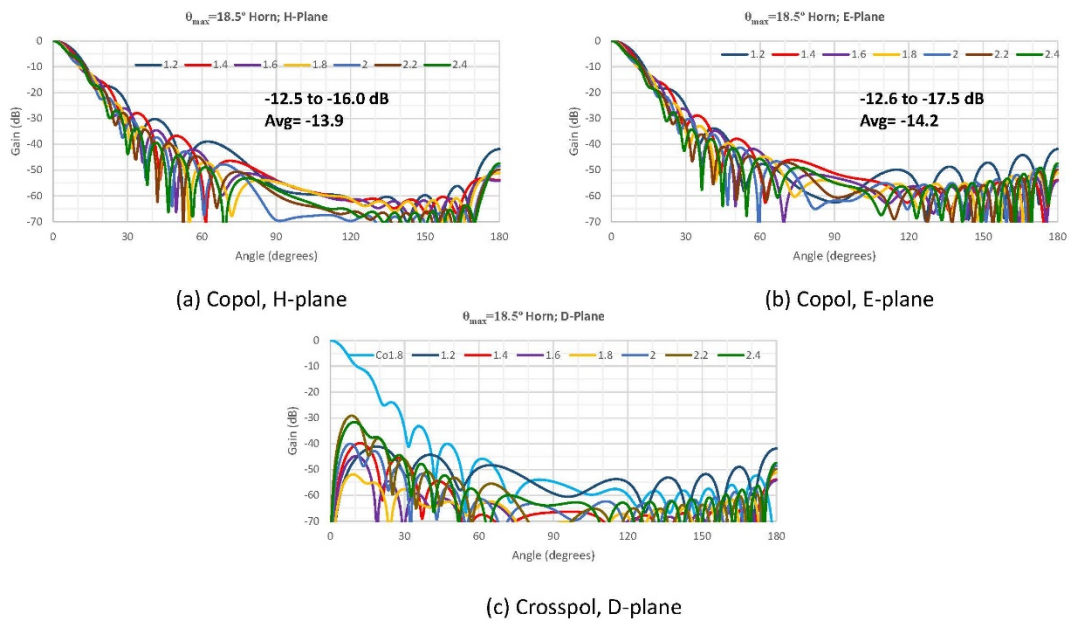 θmax=18.5° Horn; H-Plane
0
-10
-20
-30
-40
-50
-60
-70
Gain (dB)
1.2 1.4 1.6 1.8 2 2.2 2.4
-12.5 to -16.0 dB
Avg= -13.9
0 30 60 90 120 150 180
Angle (degrees)
(a) Copol, H-plane
θmax=18.5° Horn; E-Plane
0
-10
-20
-30
-40
-50
-60
-70
Gain (dB)
1.2 1.4 1.6 1.8 2 2.2 2.4
-12.6 to -17.5 dB
Avg= -14.2
0 30 60 90 120 150 180
Angle (degrees)
(b) Copol, E-plane
θmax=18.5° Horn; D-Plane
0
-10
-20
-30
-40
-50
-60
-70
Gain (dB)
Co1.8 1.2 1.4 1.6 1.8 2 2.2 2.4
0 30 60 90 120 150 180
Angle (degrees)
(c) Crosspol, D-plane